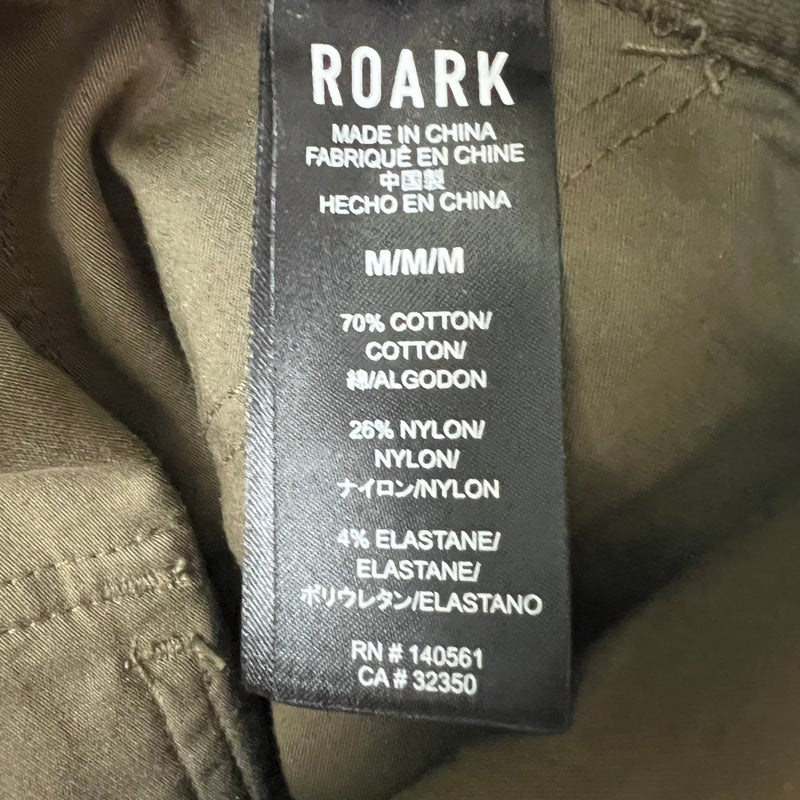 ROARK
MADE IN CHINA
FABRIQUÉ EN CHINE
中国製
HECHO EN CHINA
M/M/M
70% COTTON/
COTTON/
綿/ALGODON
26% NYLON/
NYLON/
ナイロン/NYLON
4% ELASTANE/
ELASTANE/
ポリウレタン/ELASTANO
RN # 140561
CA # 32350